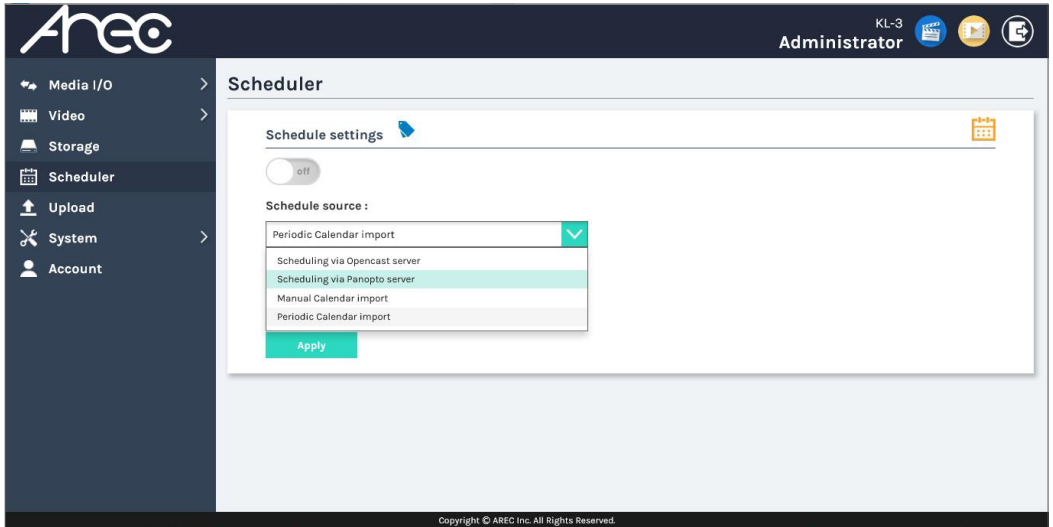 Arec
KL-3
Administrator
Media I/O
Video
Storage
Scheduler
Upload
System
Account
Scheduler
Schedule settings
off
Schedule source :
Periodic Calendar import
Scheduling via Opencast server
Scheduling via Panopto server
Manual Calendar import
Periodic Calendar import
Apply
Copyright © AREC Inc. All Rights Reserved.